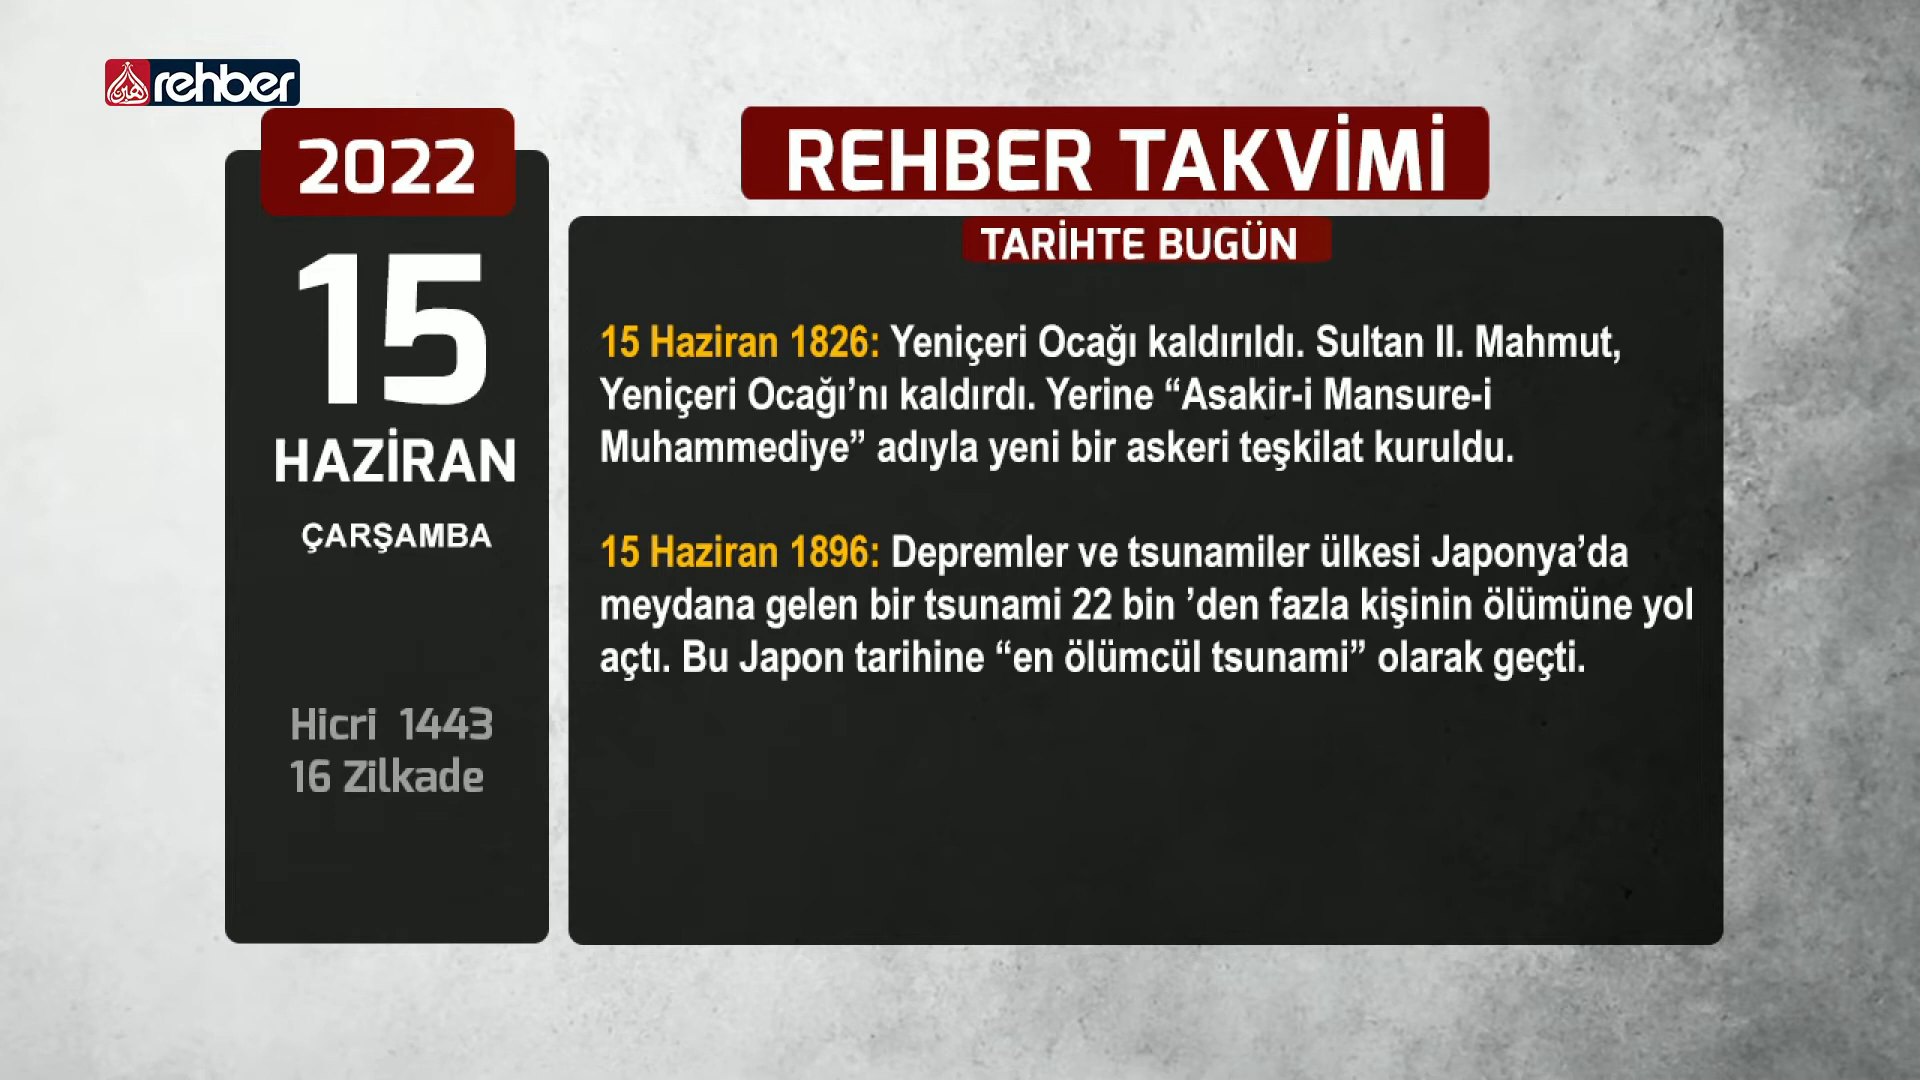 rehber
2022
15
HAZİRAN
ÇARŞAMBA
Hicri 1443
16 Zilkade
REHBER TAKVİMİ
TARİHTE BUGÜN
15 Haziran 1826: Yeniçeri Ocağı kaldırıldı. Sultan II. Mahmut,
Yeniçeri Ocağı’nı kaldırdı. Yerine “Asakir-i Mansure-i
Muhammediye” adıyla yeni bir askeri teşkilat kuruldu.
15 Haziran 1896: Depremler ve tsunamiler ülkesi Japonya’da
meydana gelen bir tsunami 22 bin ’den fazla kişinin ölümüne yol
açtı. Bu Japon tarihine “en ölümcül tsunami” olarak geçti.